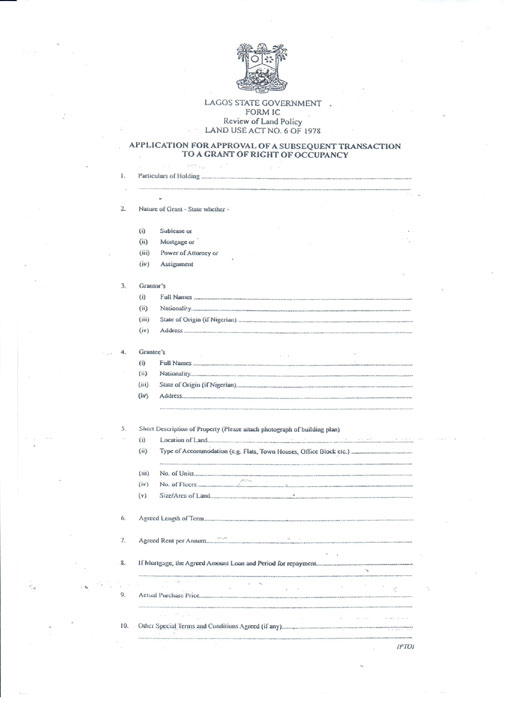 LAGOS STATE GOVERNMENT
FORM 1C
Review of Land Policy
LAND USE ACT NO. 6 OF 1978
APPLICATION FOR APPROVAL OF A SUBSEQUENT TRANSACTION
TO A GRANT OF RIGHT OF OCCUPANCY
1. Particulars of Holding
2. Nature of Grant - State whether -
(i) Sublease or
(ii) Mortgage or
(iii) Power of Attorney or
(iv) Assignment
3. Grantor's
(i) Full Names
(ii) Nationality
(iii) State of Origin (if Nigerian)
(iv) Address
4. Grantee's
(i) Full Names
(ii) Nationality
(iii) State of Origin (if Nigerian)
(iv) Address
5. Short Description of Property (Please attach photograph of building plan)
(i) Location of Land
(ii) Type of Accommodation (e.g. Flats, Town Houses, Office Block etc.)
(iii) No. of Units
(iv) No. of Floors
(v) Size/Area of Land
6. Agreed Length of Term
7. Agreed Rent per Annum
8. If Mortgage, the Agreed Amount Loan and Period for repayment
9. Actual Purchase Price
10. Other Special Terms and Conditions Agreed (if any)
(PTO)